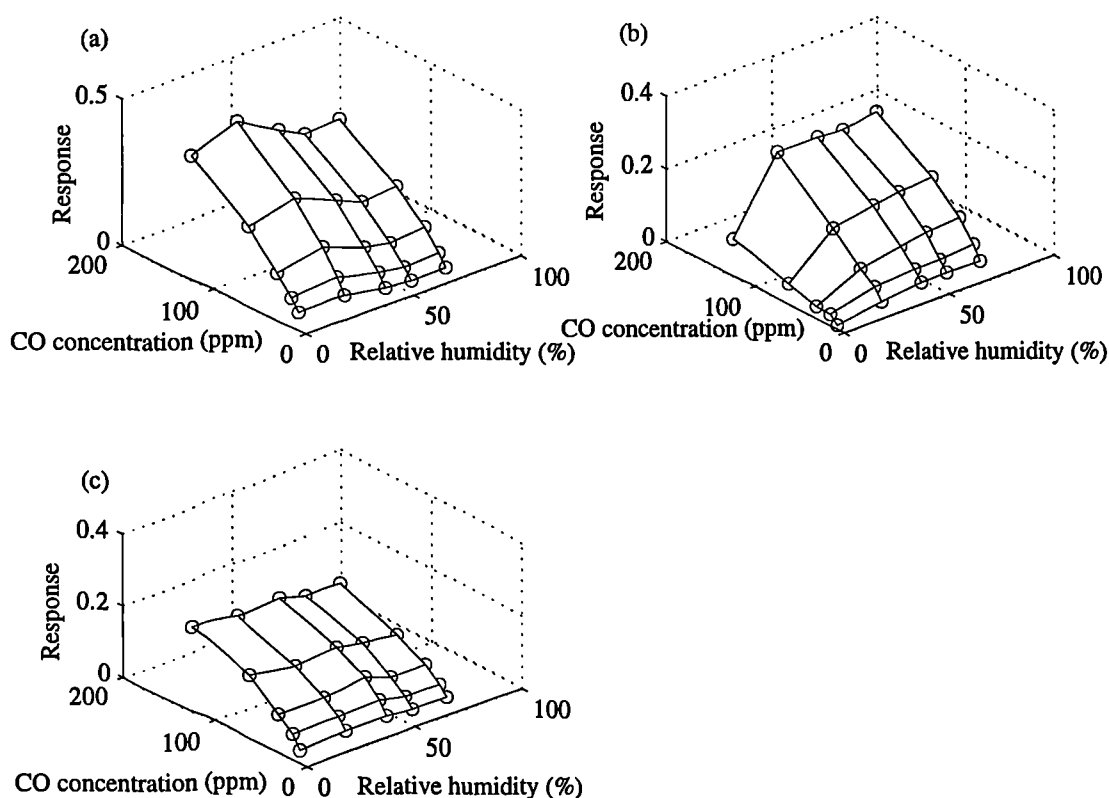 (a)
0.5
Response
0
200
100
CO concentration (ppm)
0
0
Relative humidity (%)
50
100
(b)
0.4
0.2
Response
0
200
100
CO concentration (ppm)
0
0
Relative humidity (%)
50
100
(c)
0.4
0.2
Response
0
200
100
CO concentration (ppm)
0
0
Relative humidity (%)
50
100